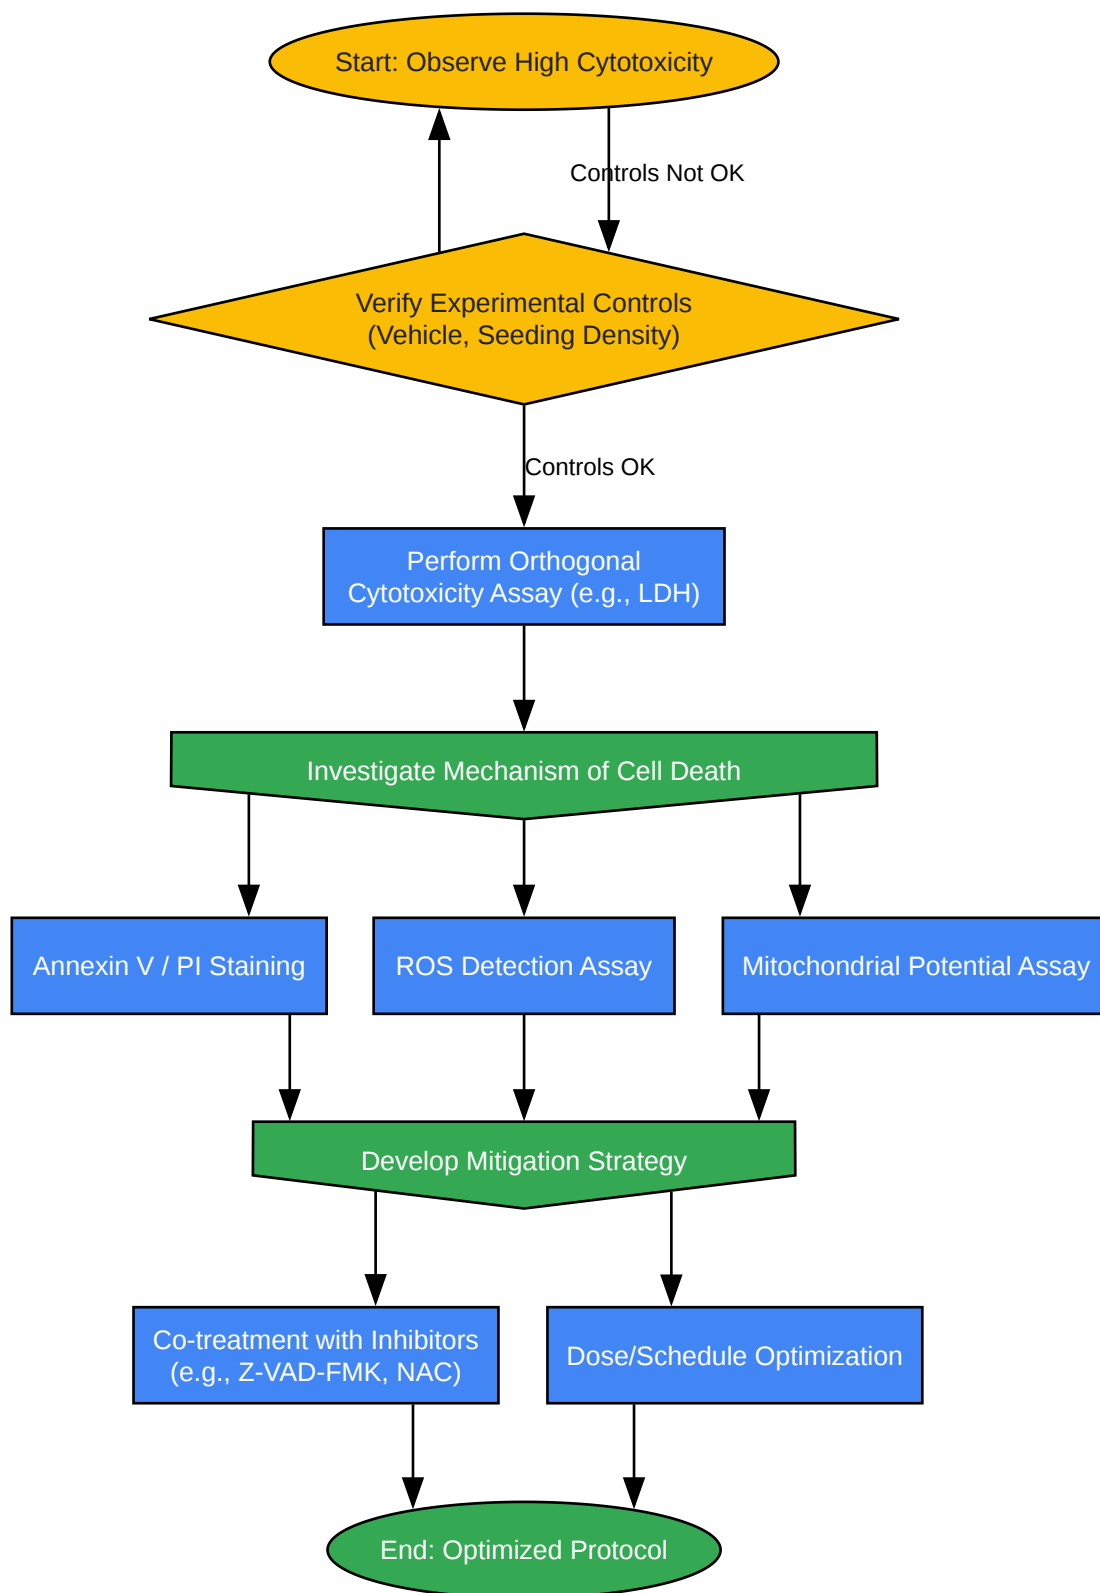 Start: Observe High Cytotoxicity
Controls Not OK
Verify Experimental Controls
(Vehicle, Seeding Density)
Controls OK
Perform Orthogonal
Cytotoxicity Assay (e.g., LDH)
Investigate Mechanism of Cell Death
Annexin V / PI Staining
ROS Detection Assay
Mitochondrial Potential Assay
Develop Mitigation Strategy
Co-treatment with Inhibitors
(e.g., Z-VAD-FMK, NAC)
Dose/Schedule Optimization
End: Optimized Protocol